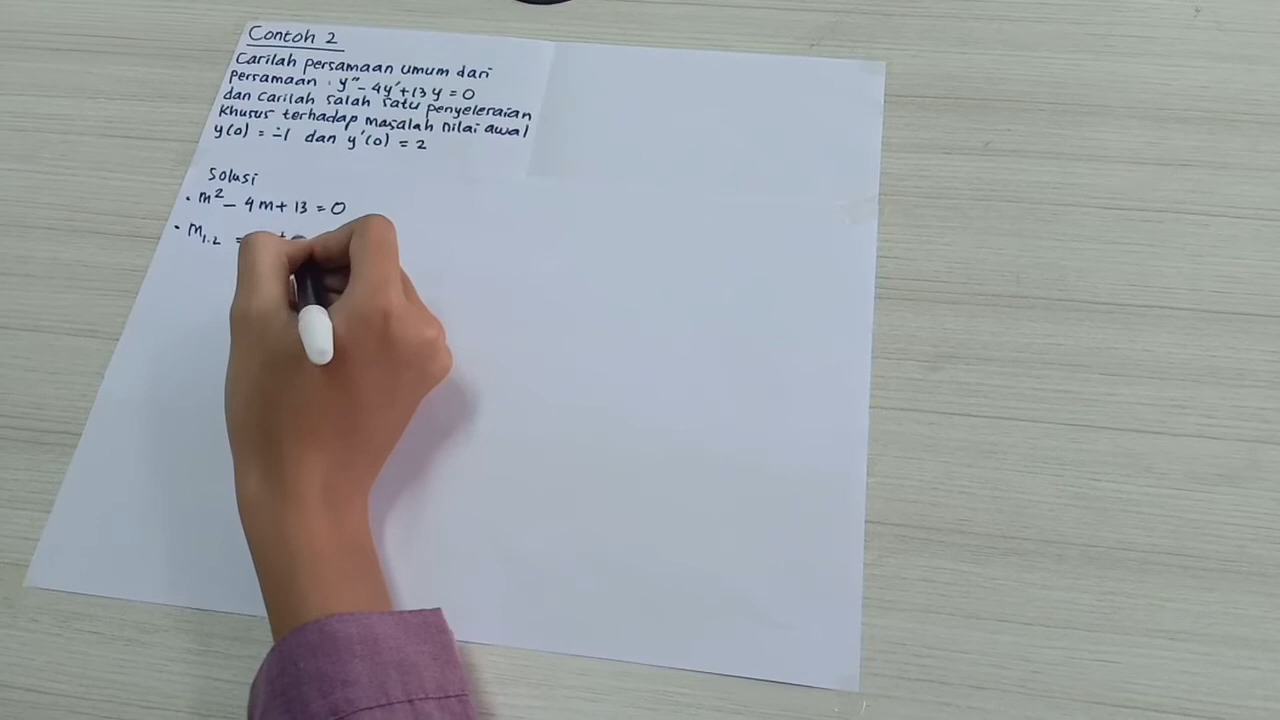 Contoh 2
Carilah persamaan umum dari
persamaan : y" - 4y' + 13 y = 0
dan carilah salah satu penyeleraian
Khusus terhadap masalah nilai awal
y(0) = -1 dan y'(0) = 2
Solusi
• m² - 4m + 13 = 0
• m₁.₂ =